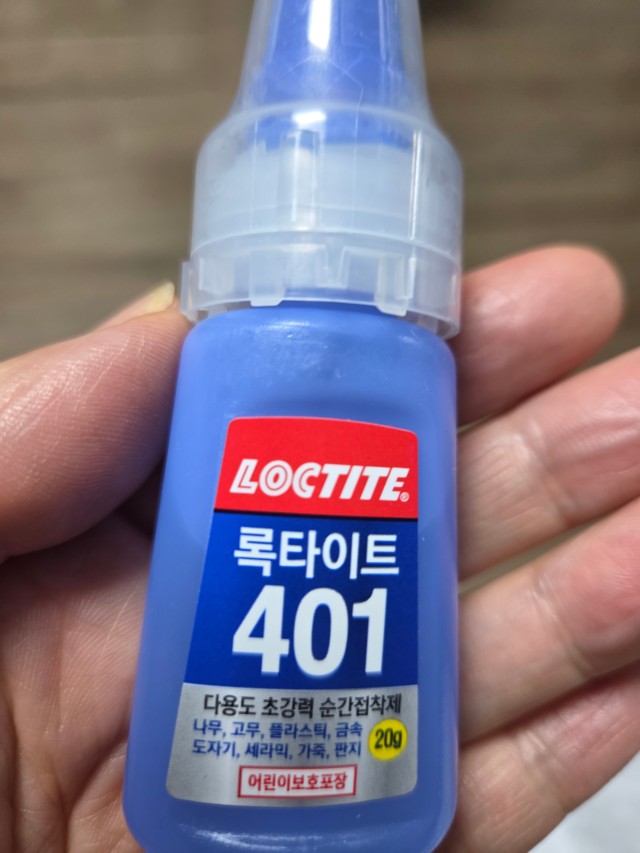 LOCTITE®
록타이트
401
다용도 초강력 순간접착제
나무, 고무, 플라스틱, 금속
도자기, 세라믹, 가죽, 판지
20g
어린이보호포장